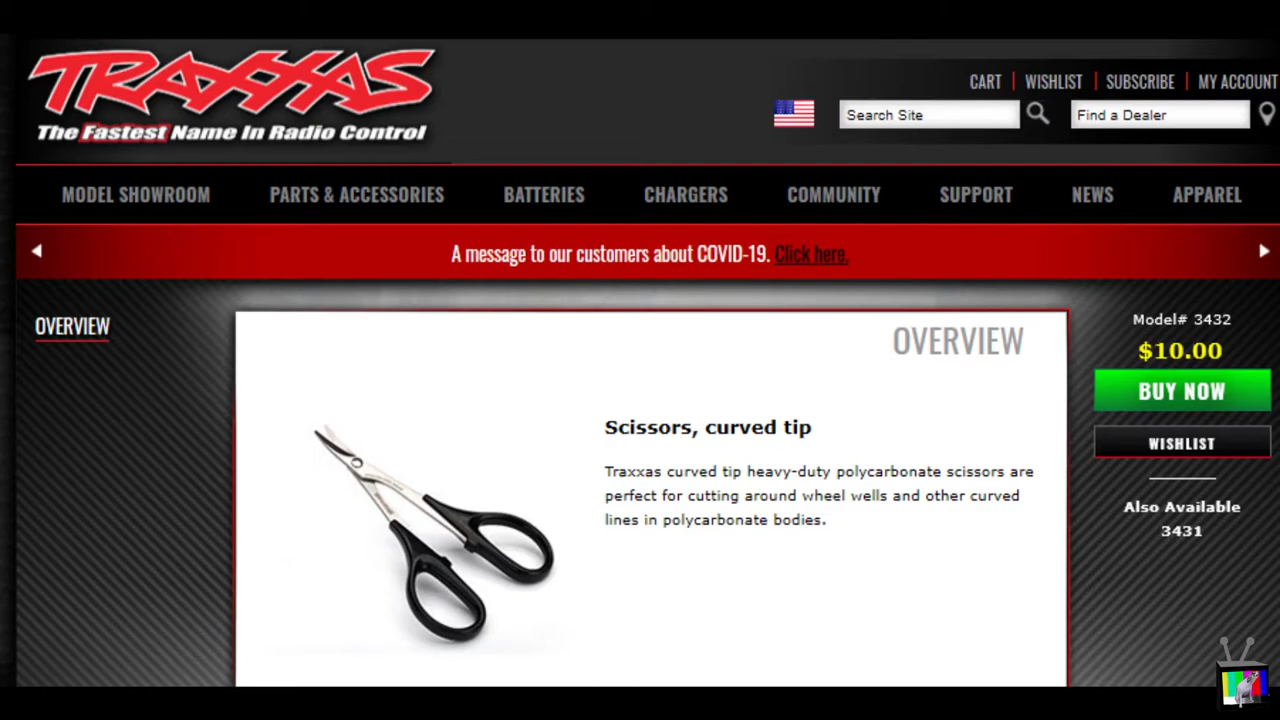 TRAXXAS
The Fastest Name In Radio Control
CART WISHLIST SUBSCRIBE MY ACCOUNT
Search Site Find a Dealer
MODEL SHOWROOM PARTS & ACCESSORIES BATTERIES CHARGERS COMMUNITY SUPPORT NEWS APPAREL
A message to our customers about COVID-19. Click here.
OVERVIEW
OVERVIEW
Scissors, curved tip
Traxxas curved tip heavy-duty polycarbonate scissors are
perfect for cutting around wheel wells and other curved
lines in polycarbonate bodies.
Model# 3432
$10.00
BUY NOW
WISHLIST
Also Available
3431